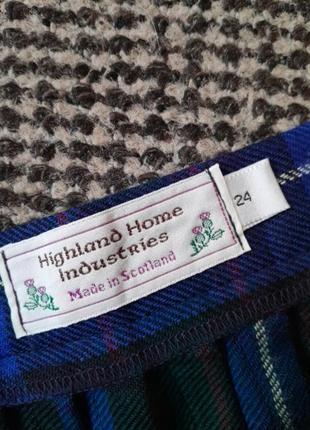 Highland Home
Industries
Made in Scotland
24